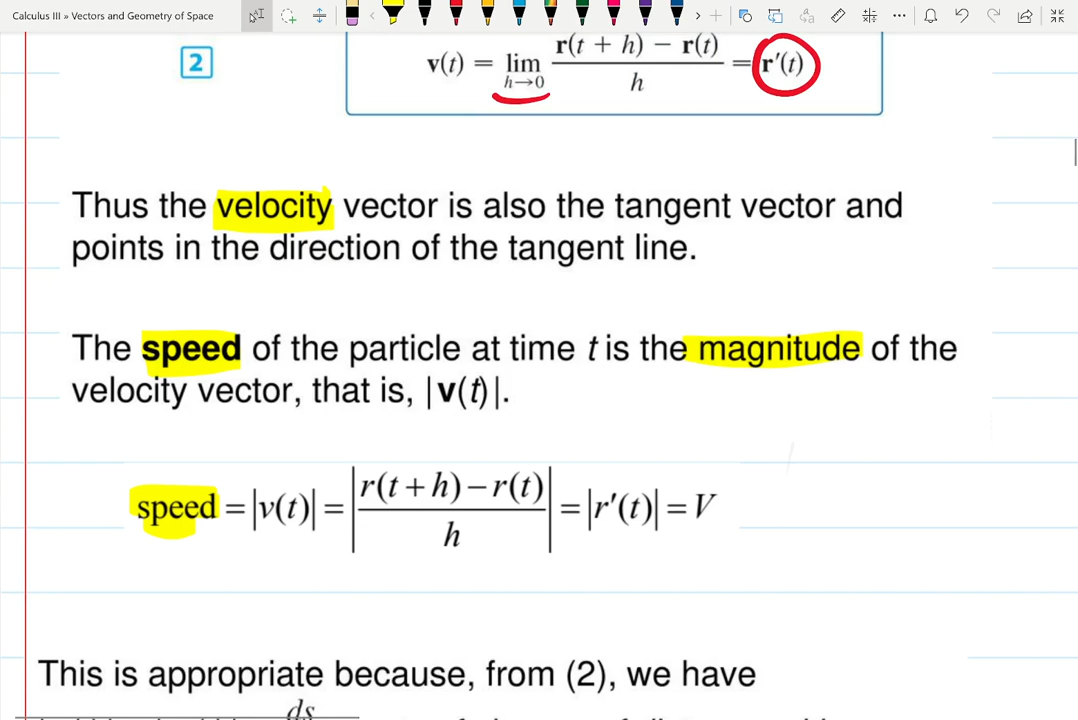 Calculus III » Vectors and Geometry of Space
2 v(t) = lim h→0 r(t + h) − r(t) / h = r′(t)
Thus the velocity vector is also the tangent vector and
points in the direction of the tangent line.
The speed of the particle at time t is the magnitude of the
velocity vector, that is, |v(t)|.
speed = |v(t)| = |r(t+h)−r(t) / h| = |r′(t)| = V
This is appropriate because, from (2), we have
ds